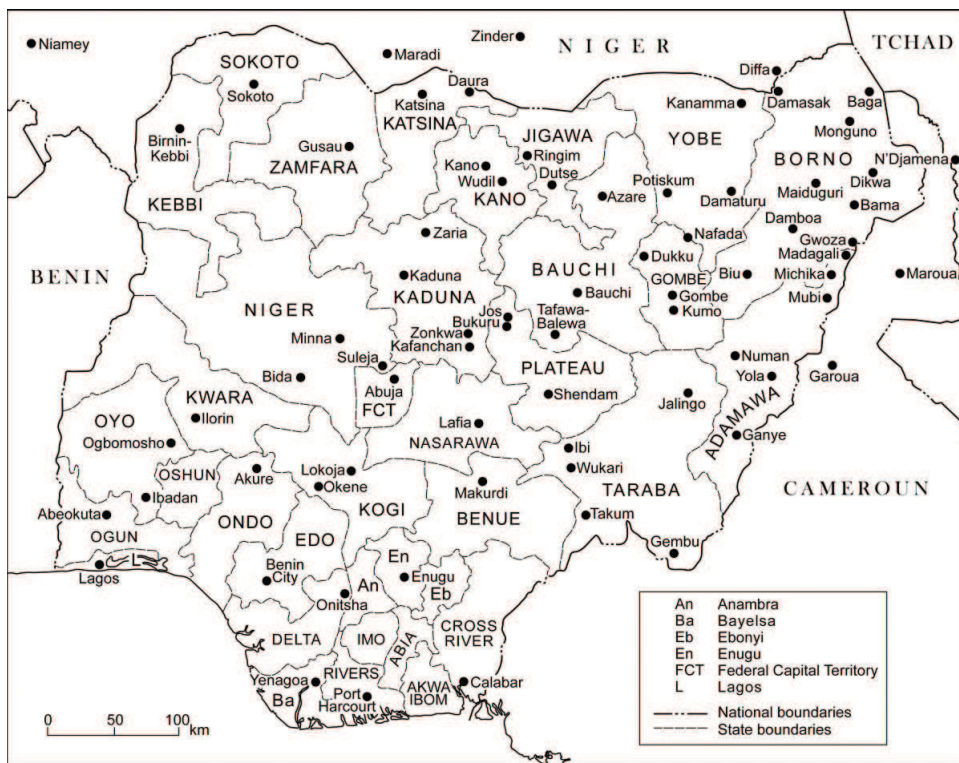 Niamey
Zinder
NIGER
TCHAD
SOKOTO
Maradi
Sokoto
Daura
Diffa
Katsina
KATSINA
Kanamma
Damasak
Baga
Birnin-
Kebbi
Gusau
ZAMFARA
JIGAWA
Ringim
YOBE
Monguno
BORNO
N'Djamena
Kano
Wudil
KANO
Dutse
Potiskum
Maiduguri
Dikwa
KEBBI
Azare
Damaturu
Bama
Zaria
Damboa
Nafada
Gwoza
Madagali
BENIN
Dukku
BAUCHI
Kaduna
KADUNA
GOMBE
Biu
Michika
Maroua
Bauchi
Gombe
Mubi
NIGER
Jos
Bukuru
Tafawa-
Balewa
Kumo
Minna
Zonkwa
Kafanchan
Suleja
PLATEAU
Numan
Garoua
Bida
Abuja
FCT
Yola
KWARA
Shendam
Jalingo
ADAMAWA
OYO
Ilorin
Lafia
NASARAWA
Ogbomosho
Ganye
Ibi
OSHUN
Akure
Lokoja
Okene
Wukari
Ibadan
Makurdi
TARABA
CAMEROUN
Abeokuta
KOGI
BENUE
Takum
ONDO
OGUN
EDO
Gembu
L
Lagos
Benin
City
En
Enugu
An
Eb
Onitsha
DELTA
IMO
ABIA
CROSS
RIVER
Yenagoa
RIVERS
Calabar
Ba
Port
Harcourt
AKWA
IBOM
0 50 100
km
An Anambra
Ba Bayelsa
Eb Ebonyi
En Enugu
FCT Federal Capital Territory
L Lagos
National boundaries
State boundaries